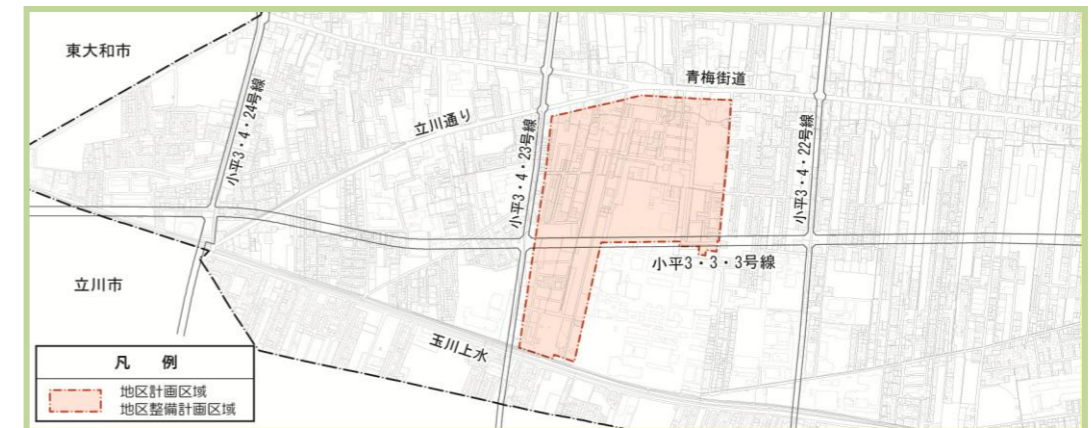 東大和市
青梅街道
小平3・4・24号線
立川通り
小平3・4・23号線
小平3・4・22号線
小平3・3・3号線
立川市
玉川上水
凡 例
地区計画区域
地区整備計画区域